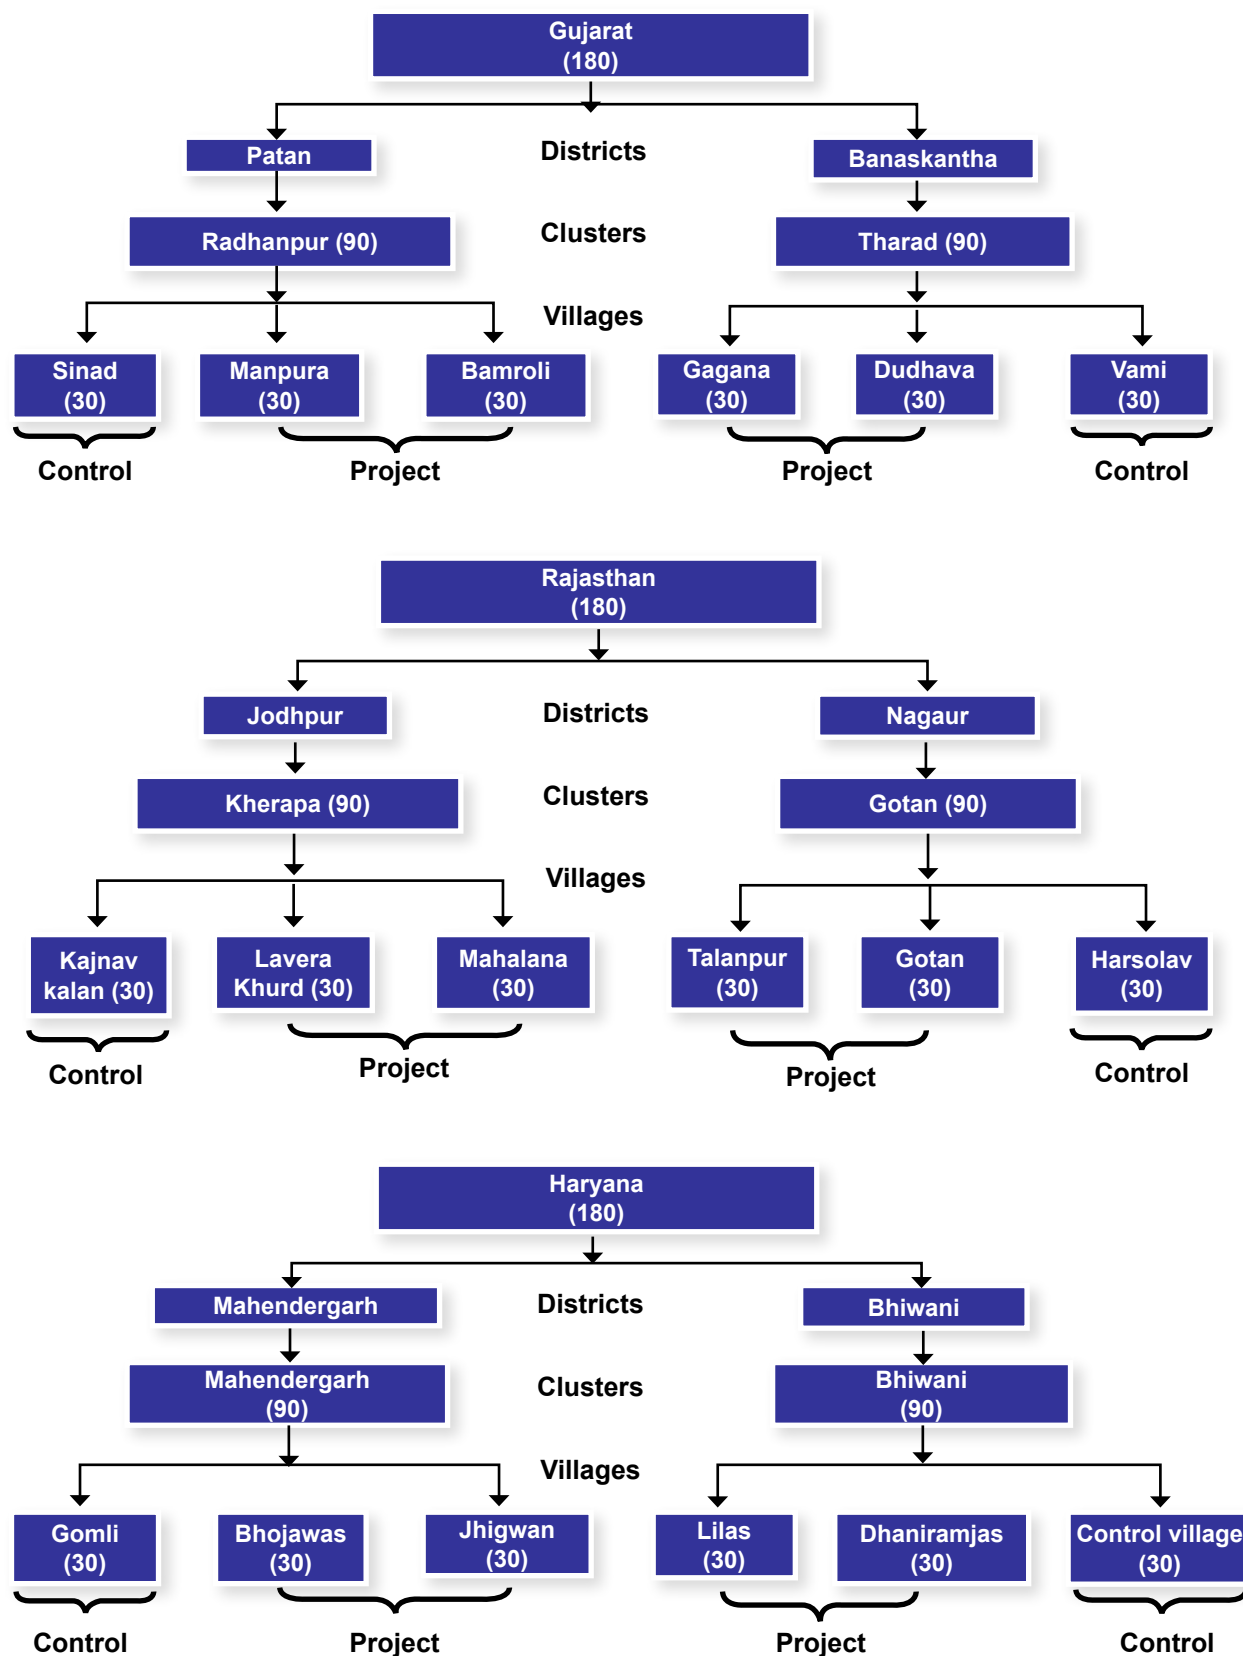 Gujarat
(180)
Patan
Districts
Banaskantha
Radhanpur (90)
Clusters
Tharad (90)
Villages
Sinad
(30)
Manpura
(30)
Bamroli
(30)
Gagana
(30)
Dudhava
(30)
Vami
(30)
Control
Project
Project
Control
Rajasthan
(180)
Jodhpur
Districts
Nagaur
Kherapa (90)
Clusters
Gotan (90)
Villages
Kajnav
kalan (30)
Lavera
Khurd (30)
Mahalana
(30)
Talanpur
(30)
Gotan
(30)
Harsolav
(30)
Control
Project
Project
Control
Haryana
(180)
Mahendergarh
Districts
Bhiwani
Mahendergarh
(90)
Clusters
Bhiwani
(90)
Villages
Gomli
(30)
Bhojawas
(30)
Jhigwan
(30)
Lilas
(30)
Dhaniramjas
(30)
Control village
(30)
Control
Project
Project
Control